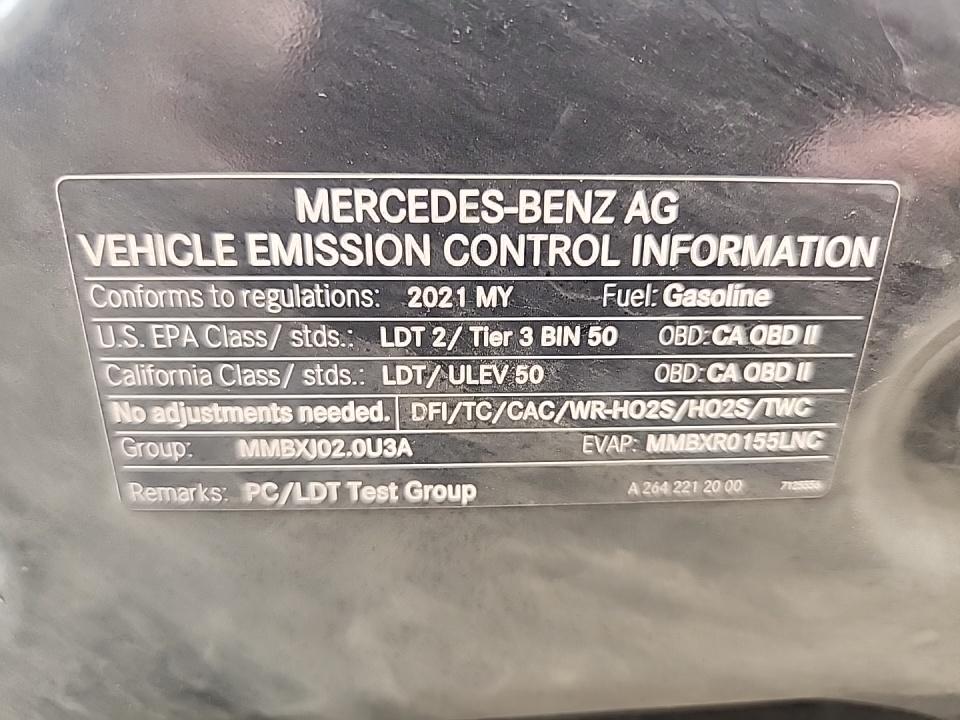 MERCEDES-BENZ AG
VEHICLE EMISSION CONTROL INFORMATION
Conforms to regulations: 2021 MY Fuel: Gasoline
U.S. EPA Class/ stds.: LDT 2/ Tier 3 BIN 50 OBD: CA OBD II
California Class/ stds.: LDT/ ULEV 50 OBD: CA OBD II
No adjustments needed. DFI/TC/CAC/WR-HO2S/HO2S/TWC
Group: MMBXJ02.0U3A EVAP: MMBXR0155LNC
Remarks: PC/LDT Test Group A 264 221 20 00